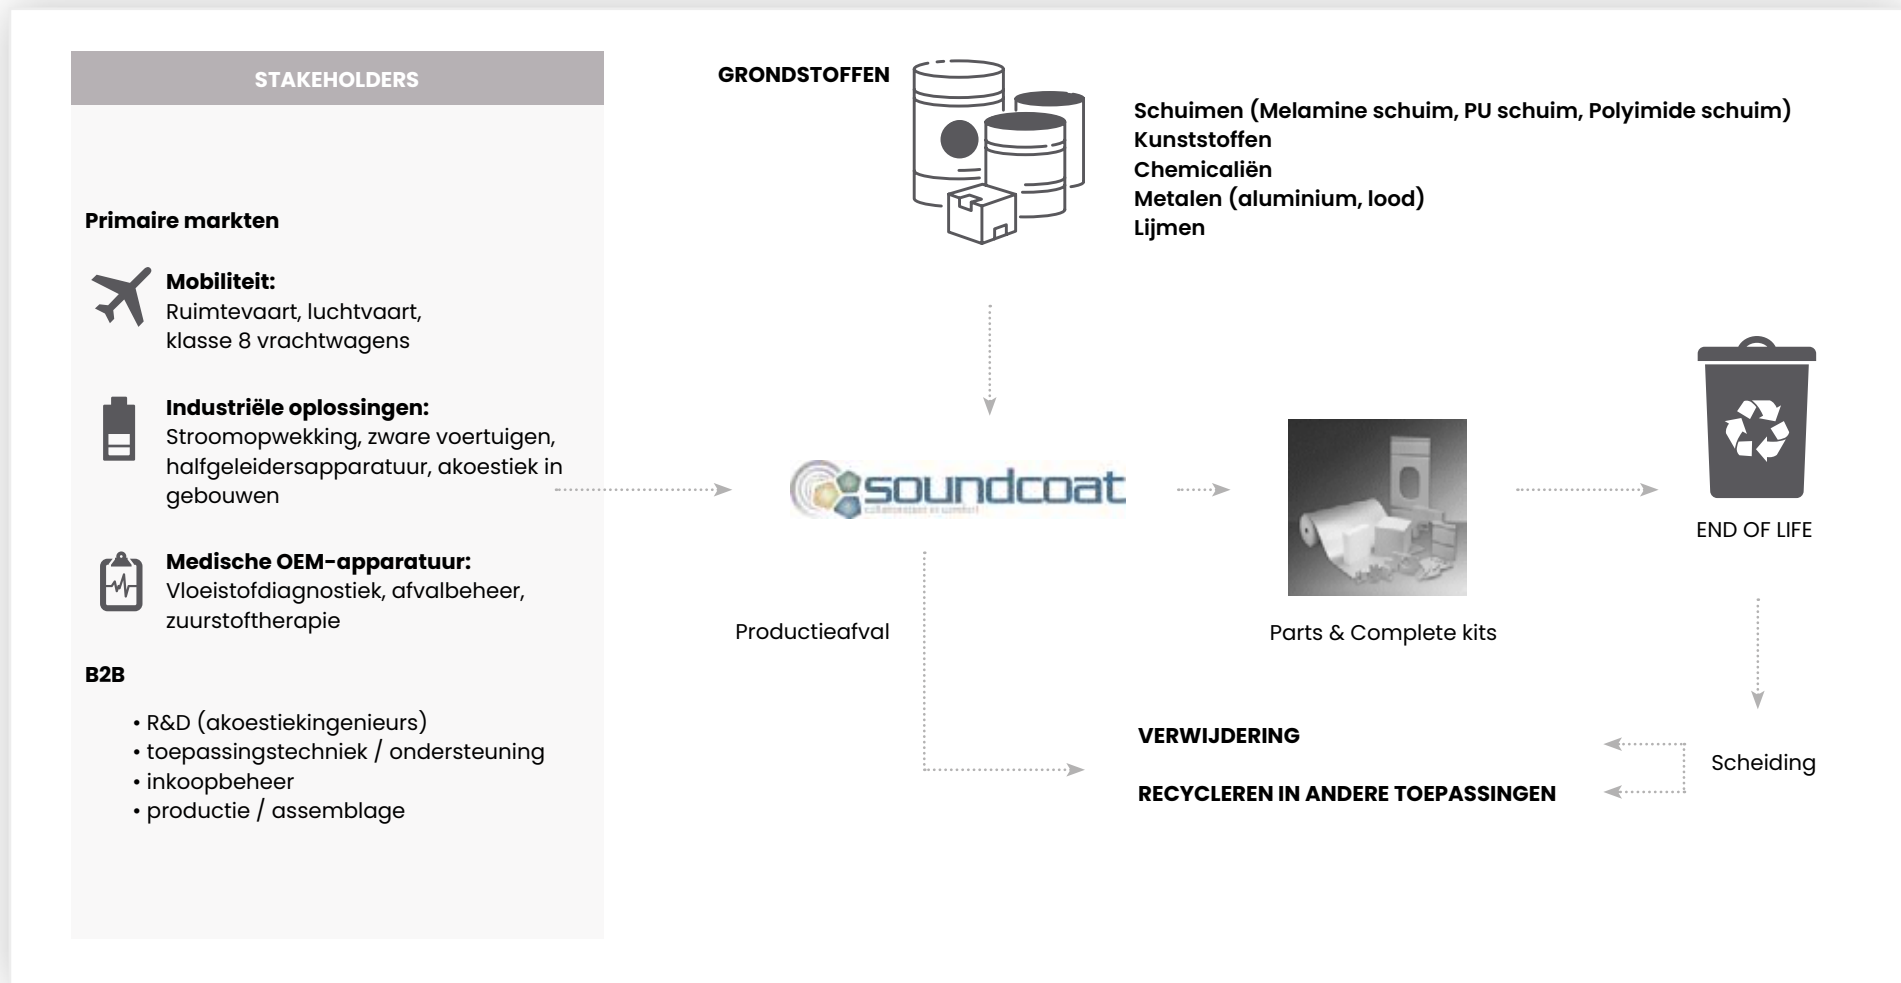 STAKEHOLDERS
Primaire markten
Mobiliteit:
Ruimtevaart, luchtvaart,
klasse 8 vrachtwagens
Industriële oplossingen:
Stroomopwekking, zware voertuigen,
halfgeleidersapparatuur, akoestiek in
gebouwen
Medische OEM-apparatuur:
Vloeistofdiagnostiek, afvalbeheer,
zuurstoftherapie
B2B
• R&D (akoestiekingenieurs)
• toepassingstechniek / ondersteuning
• inkoopbeheer
• productie / assemblage
GRONDSTOFFEN
Schuimen (Melamine schuim, PU schuim, Polyimide schuim)
Kunststoffen
Chemicaliën
Metalen (aluminium, lood)
Lijmen
soundcoat
Productieafval
Parts & Complete kits
END OF LIFE
Scheiding
VERWIJDERING
RECYCLEREN IN ANDERE TOEPASSINGEN